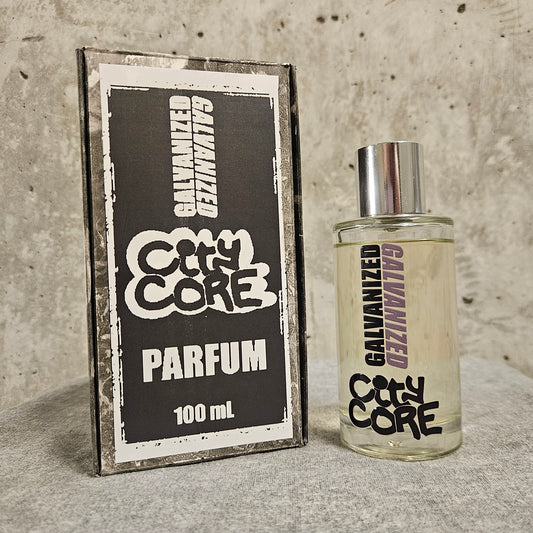 GALVANIZED
GALVANIZED
City
CORE
PARFUM
100 mL
GALVANIZED
GALVANIZED
City
CORE